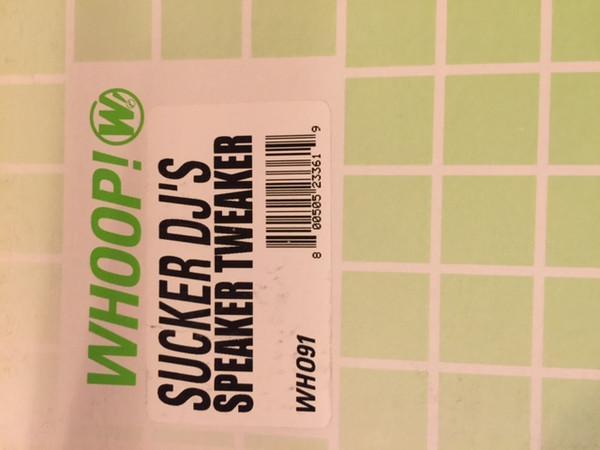 WHOOP! W
SUCKER DJ'S
SPEAKER TWEAKER
WH091
8 00505 23361 9